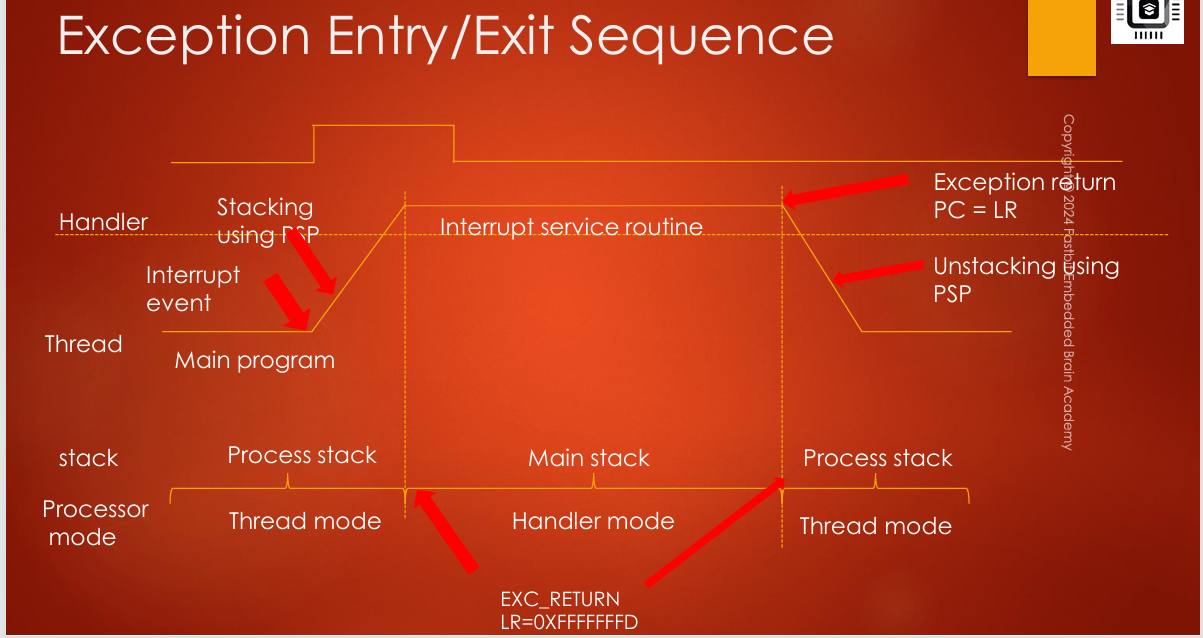 Exception Entry/Exit Sequence
Stacking
using PSP
Handler
Interrupt service routine
Exception return
PC = LR
Interrupt
event
Unstacking using
PSP
Thread
Main program
stack
Process stack
Main stack
Process stack
Processor
mode
Thread mode
Handler mode
Thread mode
EXC_RETURN
LR=0XFFFFFFFD
Copyright © 2024 FastbitEmbedded Brain Academy